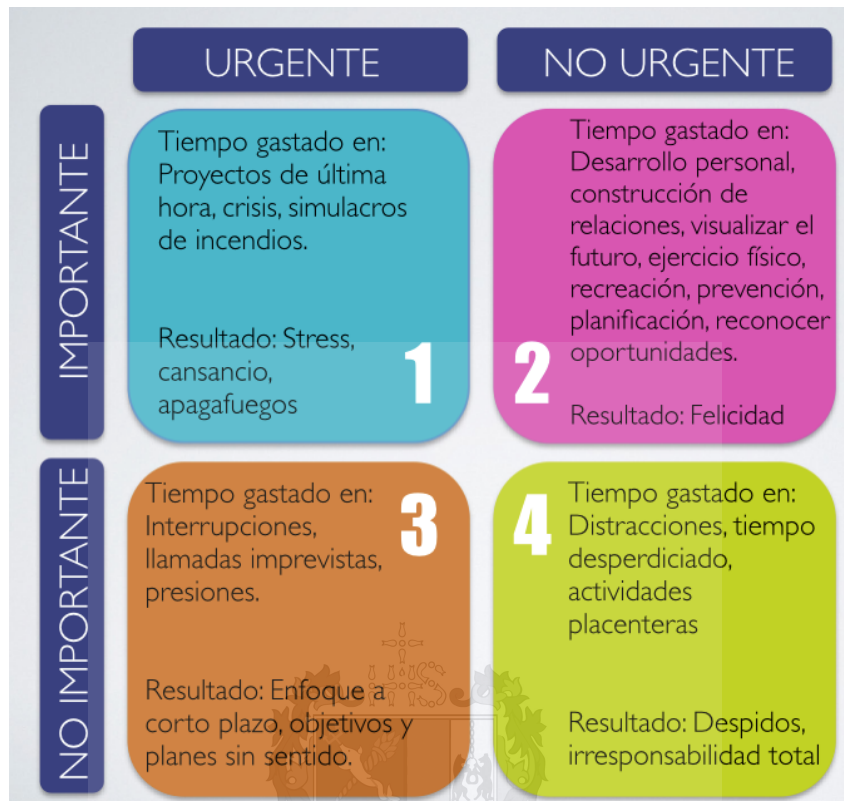 URGENTE
NO URGENTE
IMPORTANTE
Tiempo gastado en:
Proyectos de última
hora, crisis, simulacros
de incendios.
Resultado: Stress,
cansancio,
apagafuegos
1
Tiempo gastado en:
Desarrollo personal,
construcción de
relaciones, visualizar el
futuro, ejercicio físico,
recreación, prevención,
planificación, reconocer
oportunidades.
Resultado: Felicidad
2
NO IMPORTANTE
Tiempo gastado en:
Interrupciones,
llamadas imprevistas,
presiones.
Resultado: Enfoque a
corto plazo, objetivos y
planes sin sentido.
3
Tiempo gastado en:
Distracciones, tiempo
desperdiciado,
actividades
placenteras
Resultado: Despidos,
irresponsabilidad total
4
IHS